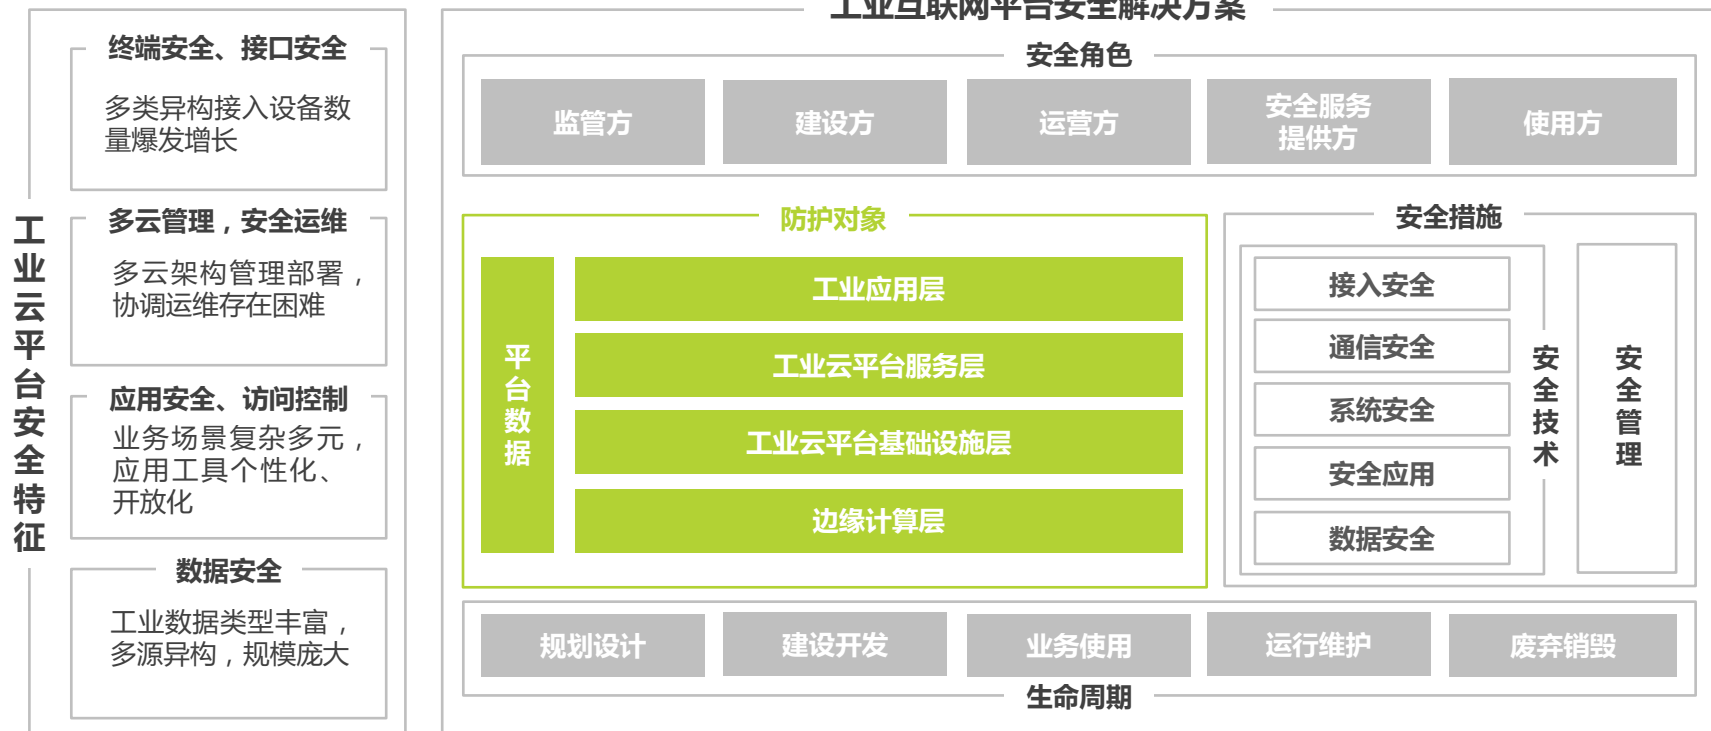 工业云平台安全特征
终端安全、接口安全
多类异构接入设备数
量爆发增长
多云管理，安全运维
多云架构管理部署，
协调运维存在困难
应用安全、访问控制
业务场景复杂多元，
应用工具个性化、
开放化
数据安全
工业数据类型丰富，
多源异构，规模庞大
工业互联网平台安全解决方案
安全角色
监管方
建设方
运营方
安全服务
提供方
使用方
防护对象
平台数据
工业应用层
工业云平台服务层
工业云平台基础设施层
边缘计算层
安全措施
接入安全
通信安全
系统安全
安全应用
数据安全
安全技术
安全管理
规划设计
建设开发
业务使用
运行维护
废弃销毁
生命周期